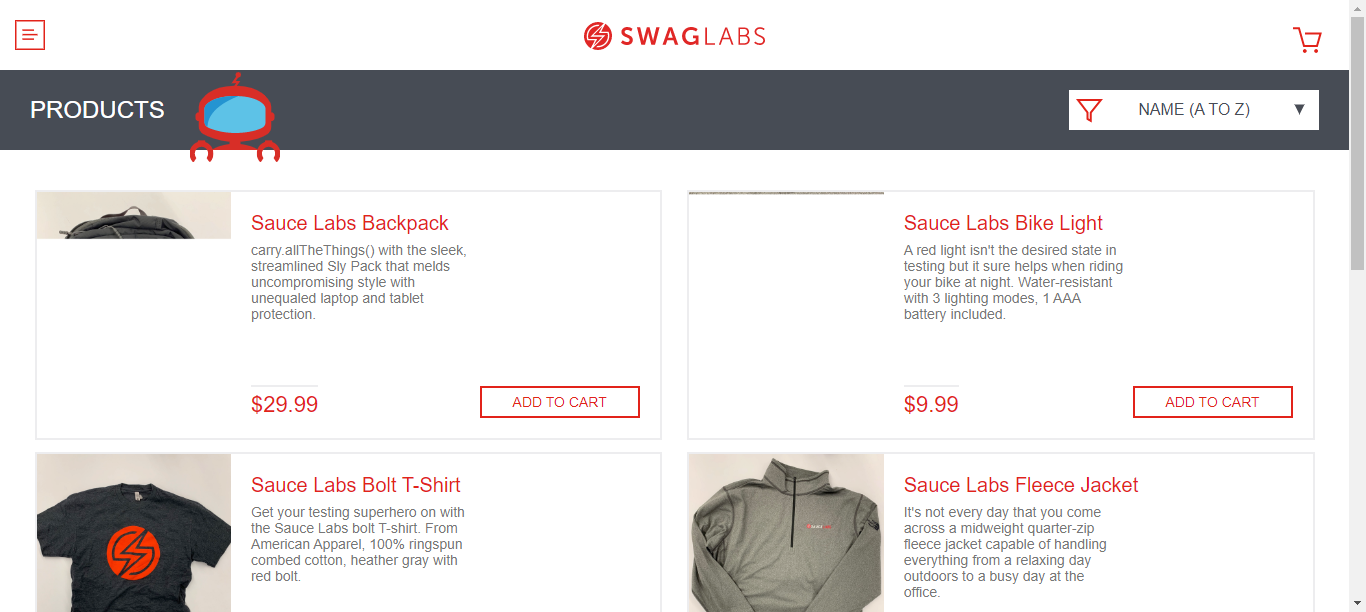 SWAGLABS
PRODUCTS
NAME (A TO Z)
Sauce Labs Backpack
carry.allTheThings() with the sleek,
streamlined Sly Pack that melds
uncompromising style with
unequaled laptop and tablet
protection.
$29.99
ADD TO CART
Sauce Labs Bike Light
A red light isn't the desired state in
testing but it sure helps when riding
your bike at night. Water-resistant
with 3 lighting modes, 1 AAA
battery included.
$9.99
ADD TO CART
Sauce Labs Bolt T-Shirt
Get your testing superhero on with
the Sauce Labs bolt T-shirt. From
American Apparel, 100% ringspun
combed cotton, heather gray with
red bolt.
Sauce Labs Fleece Jacket
It's not every day that you come
across a midweight quarter-zip
fleece jacket capable of handling
everything from a relaxing day
outdoors to a busy day at the
office.